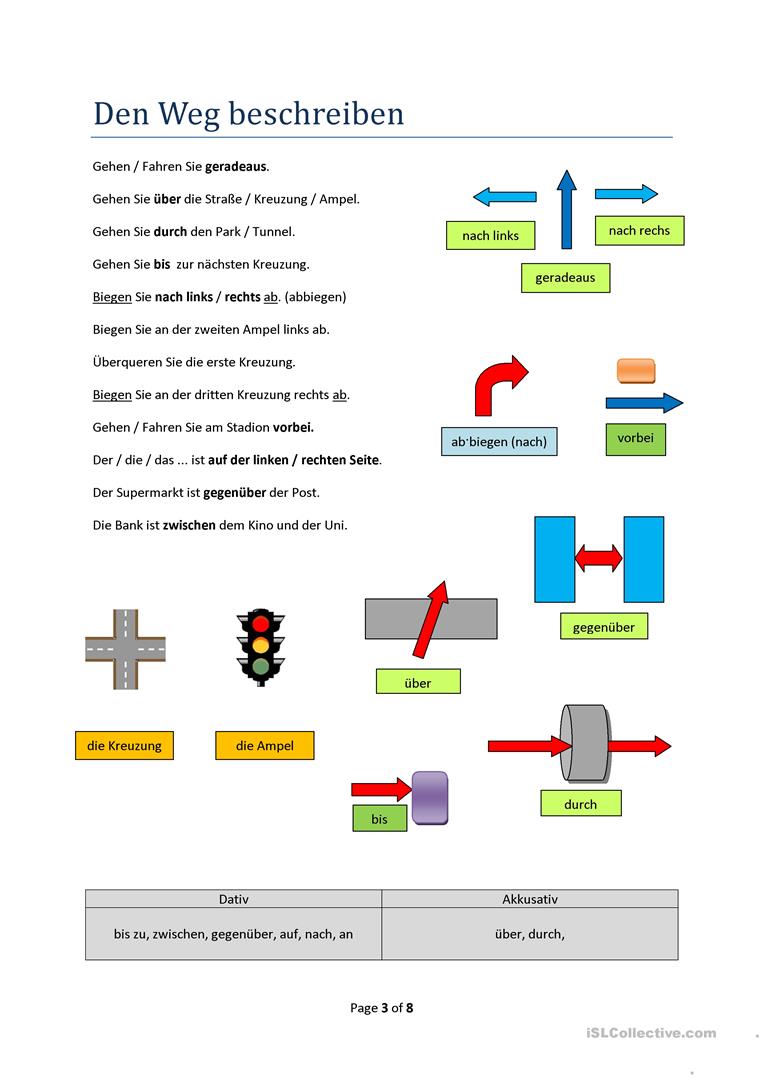 Den Weg beschreiben
Gehen / Fahren Sie geradeaus.
Gehen Sie über die Straße / Kreuzung / Ampel.
Gehen Sie durch den Park / Tunnel.
Gehen Sie bis  zur nächsten Kreuzung.
Biegen Sie nach links / rechts ab. (abbiegen)
Biegen Sie an der zweiten Ampel links ab.
Überqueren Sie die erste Kreuzung.
Biegen Sie an der dritten Kreuzung rechts ab.
Gehen / Fahren Sie am Stadion vorbei.
Der / die / das ... ist auf der linken / rechten Seite.
Der Supermarkt ist gegenüber der Post.
Die Bank ist zwischen dem Kino und der Uni.
nach links
nach rechs
geradeaus
ab·biegen (nach)
vorbei
gegenüber
über
die Kreuzung
die Ampel
durch
bis
Dativ
Akkusativ
bis zu, zwischen, gegenüber, auf, nach, an
über, durch,
Page 3 of 8
iSLCollective.com